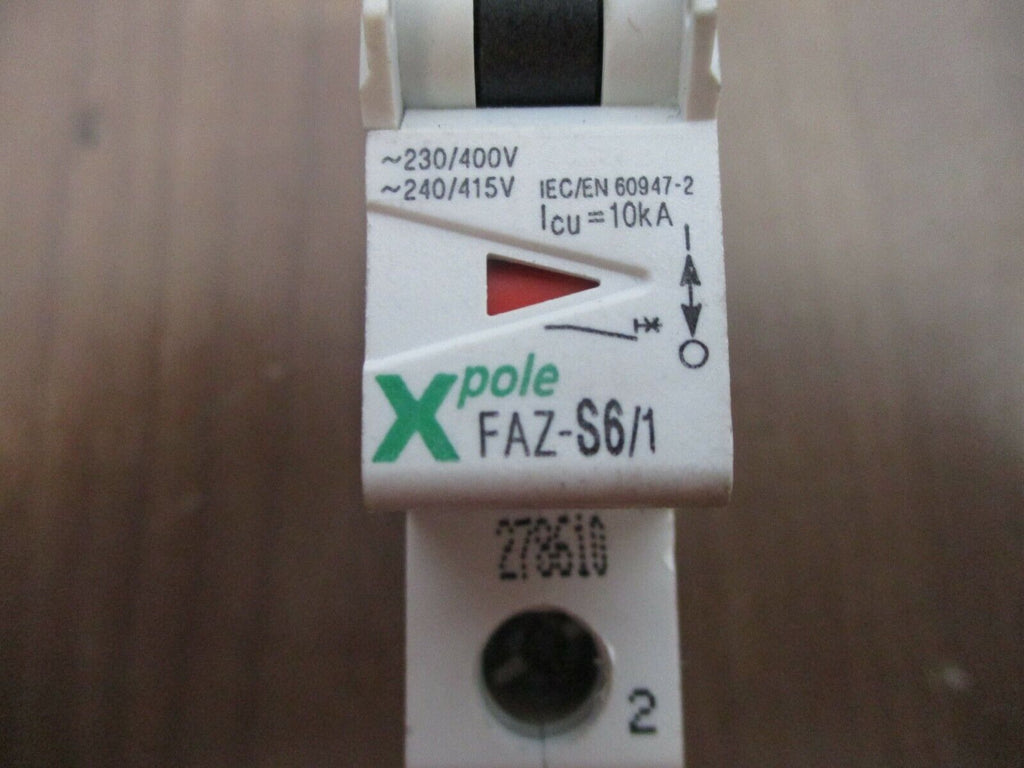 ~230/400V
~240/415V IEC/EN 60947-2
Icu = 10kA
I
Xpole
FAZ-S6/1
278610
2